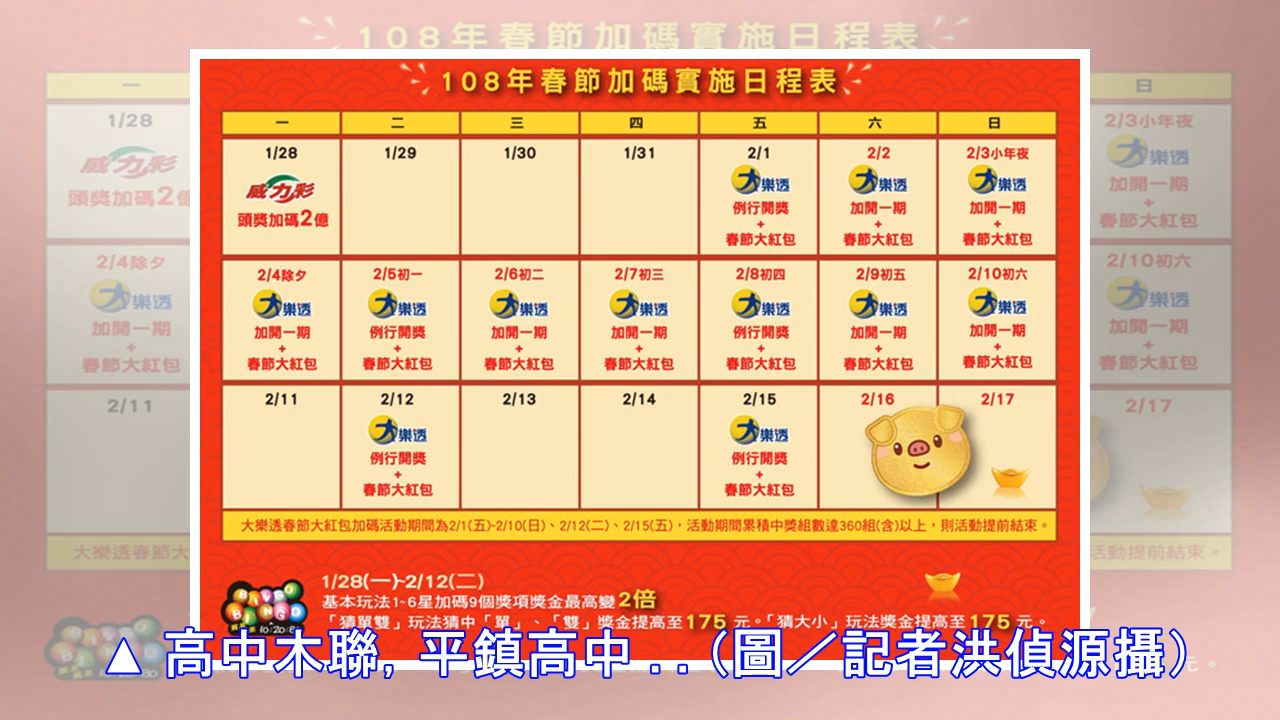 108年春節加碼實施日程表
一 二 三 四 五 六 日
1/28 1/29 1/30 1/31 2/1 2/2 2/3小年夜
威力彩 大樂透 大樂透 大樂透
頭獎加碼2億 例行開獎 加開一期 加開一期
+ + +
春節大紅包 春節大紅包 春節大紅包
2/4除夕 2/5初一 2/6初二 2/7初三 2/8初四 2/9初五 2/10初六
大樂透 大樂透 大樂透 大樂透 大樂透 大樂透 大樂透
加開一期 例行開獎 加開一期 加開一期 例行開獎 加開一期 加開一期
+ + + + + + +
春節大紅包 春節大紅包 春節大紅包 春節大紅包 春節大紅包 春節大紅包 春節大紅包
2/11 2/12 2/13 2/14 2/15 2/16 2/17
大樂透 大樂透
例行開獎 例行開獎
+ +
春節大紅包 春節大紅包
大樂透春節大紅包加碼活動期間為2/1(五)~2/10(日)、2/12(二)、2/15(五)，活動期間累積中獎組數達360組(含)以上，則活動提前結束。
1/28(一)~2/12(二)
基本玩法1~6星加碼9個獎項獎金最高變2倍
「猜單雙」玩法猜中「單」、「雙」獎金提高至175 元。「猜大小」玩法獎金提高至175 元。
BINGO BINGO
▲高中木聯,平鎮高中..(圖／記者洪偵源攝)